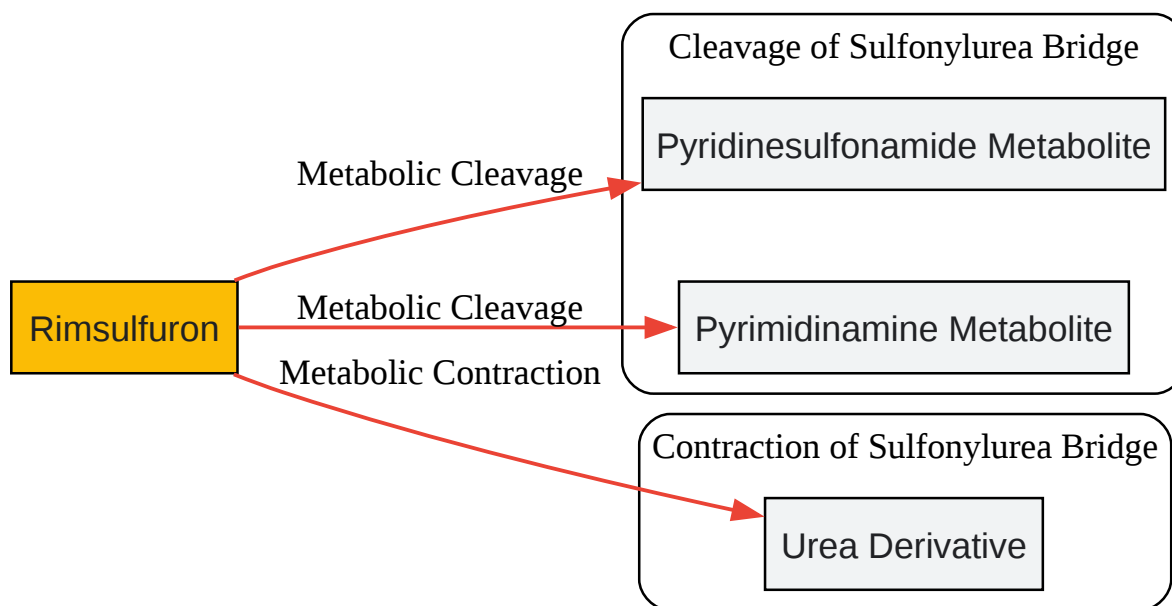 Cleavage of Sulfonylurea Bridge
Pyridinesulfonamide Metabolite
Metabolic Cleavage
Rimsulfuron
Metabolic Cleavage
Pyrimidinamine Metabolite
Metabolic Contraction
Contraction of Sulfonylurea Bridge
Urea Derivative